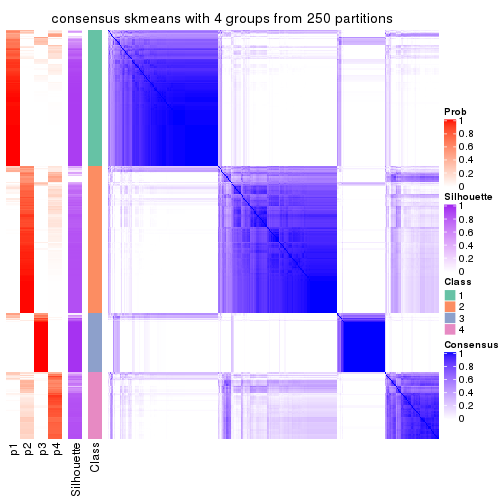 consensus skmeans with 4 groups from 250 partitions
Prob
1
0.8
0.6
0.4
0.2
0
Silhouette
1
0.8
0.6
0.4
0.2
0
Class
1
2
3
4
Consensus
1
0.8
0.6
0.4
0.2
0
p1
p2
p3
p4
Silhouette
Class